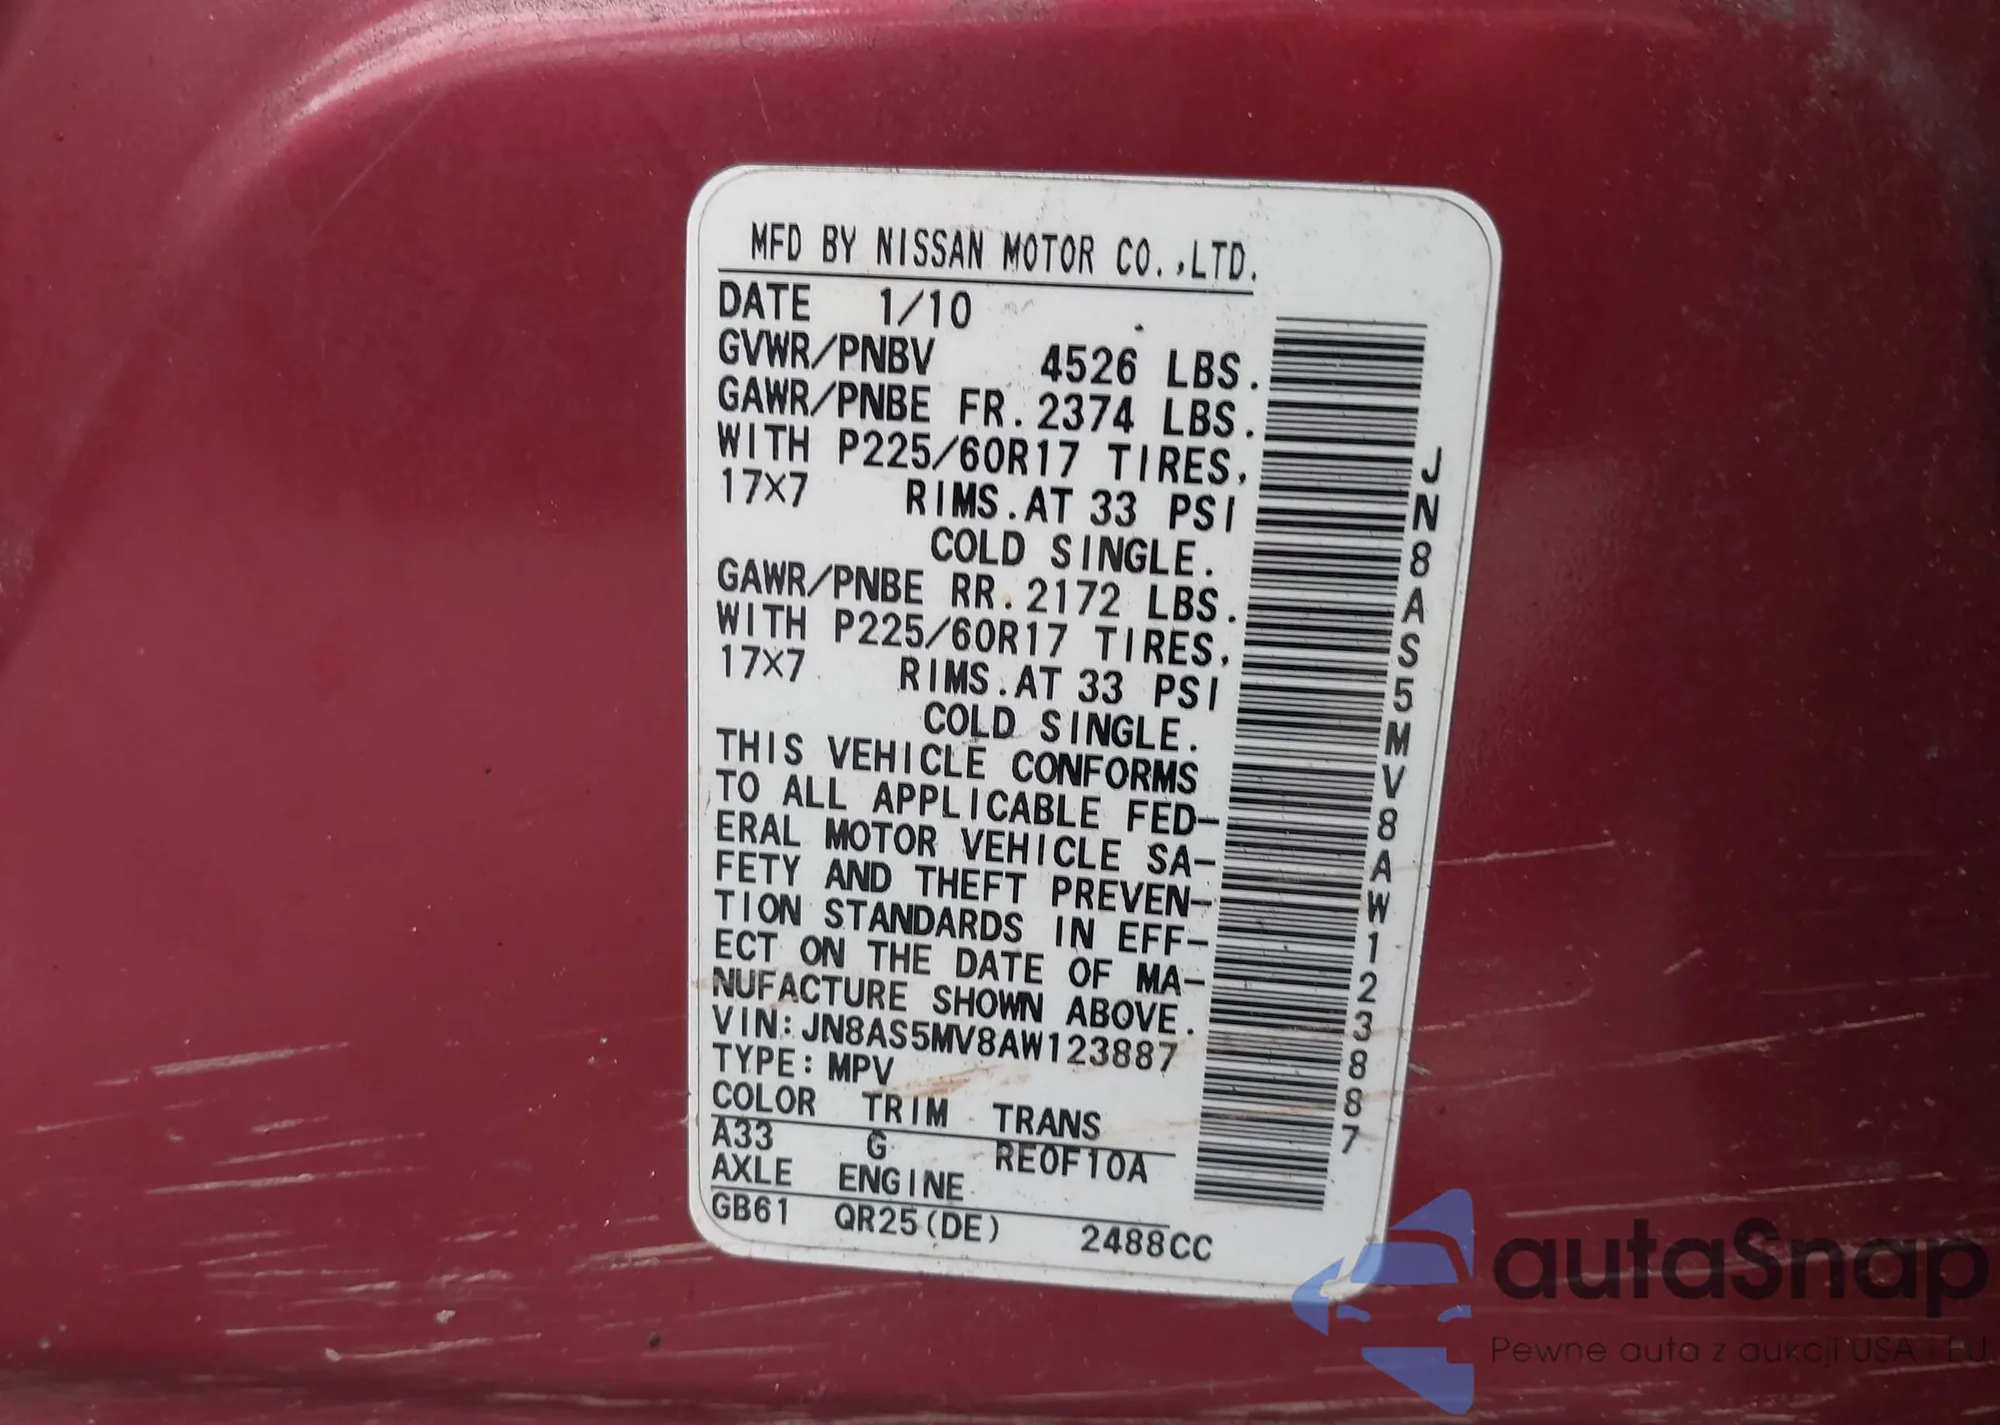 MFD BY NISSAN MOTOR CO.,LTD.
DATE 1/10
GVWR/PNBV 4526 LBS.
GAWR/PNBE FR.2374 LBS.
WITH P225/60R17 TIRES,
17X7 RIMS.AT 33 PSI
COLD SINGLE.
GAWR/PNBE RR.2172 LBS.
WITH P225/60R17 TIRES,
17X7 RIMS.AT 33 PSI
COLD SINGLE.
THIS VEHICLE CONFORMS
TO ALL APPLICABLE FED-
ERAL MOTOR VEHICLE SA-
FETY AND THEFT PREVEN-
TION STANDARDS IN EFF-
ECT ON THE DATE OF MA-
NUFACTURE SHOWN ABOVE.
VIN:JN8AS5MV8AW123887
TYPE:MPV
COLOR TRIM TRANS
A33 G RE0F10A
AXLE ENGINE
GB61 QR25(DE) 2488CC
JN8AS5MV8AW123887
autaSnap
Pewne auta z aukcji USA i EU